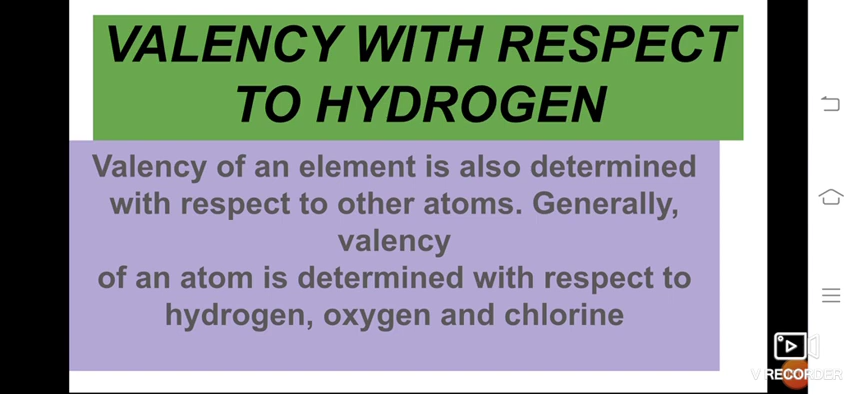 VALENCY WITH RESPECT
TO HYDROGEN
Valency of an element is also determined
with respect to other atoms. Generally,
valency
of an atom is determined with respect to
hydrogen, oxygen and chlorine
V RECORDER